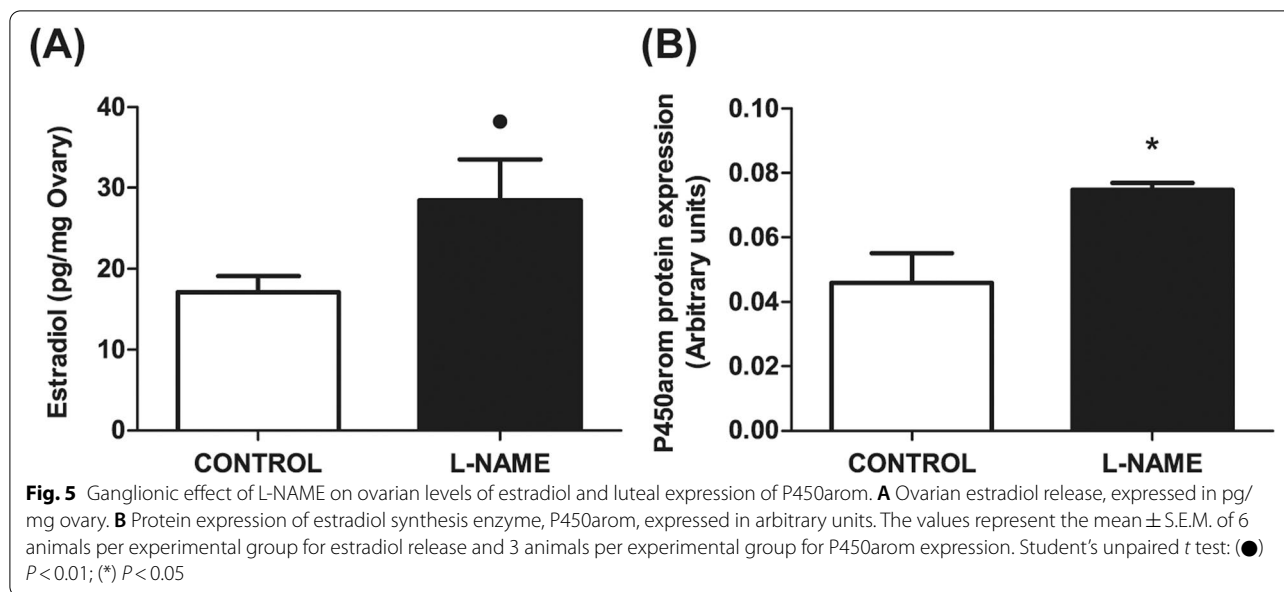 (A)
Estradiol (pg/mg Ovary)
40
30
20
10
0
●
CONTROL
L-NAME
(B)
P450arom protein expression
(Arbitrary units)
0.10
0.08
0.06
0.04
0.02
0.00
*
CONTROL
L-NAME
Fig. 5 Ganglionic effect of L-NAME on ovarian levels of estradiol and luteal expression of P450arom. A Ovarian estradiol release, expressed in pg/
mg ovary. B Protein expression of estradiol synthesis enzyme, P450arom, expressed in arbitrary units. The values represent the mean ± S.E.M. of 6
animals per experimental group for estradiol release and 3 animals per experimental group for P450arom expression. Student's unpaired t test: (●)
P < 0.01; (*) P < 0.05